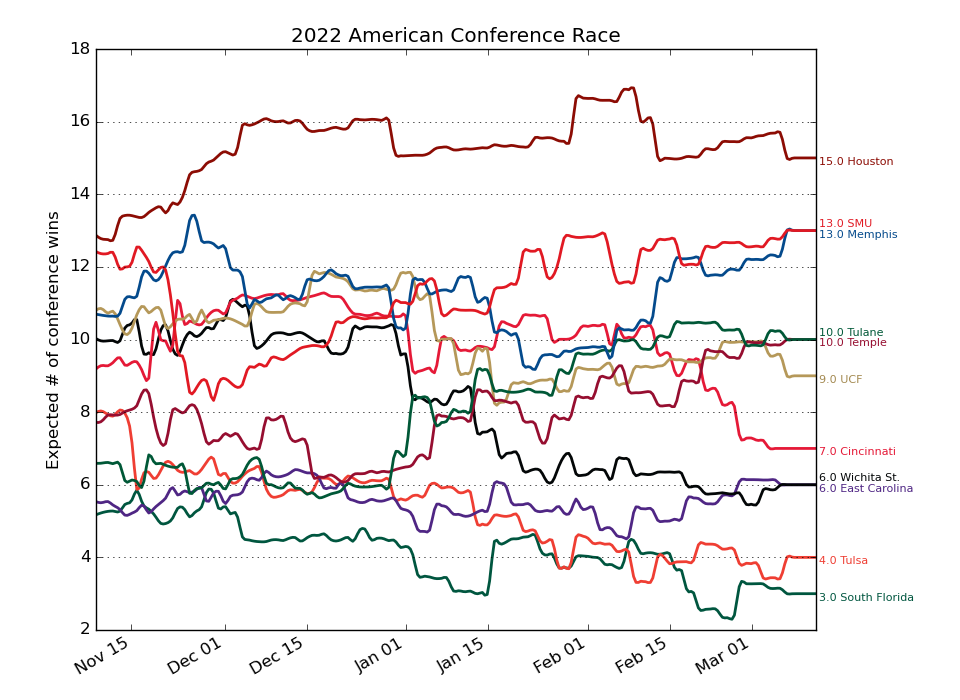 2022 American Conference Race
Expected # of conference wins
18
16
14
12
10
8
6
4
2
Nov 15
Dec 01
Dec 15
Jan 01
Jan 15
Feb 01
Feb 15
Mar 01
15.0 Houston
13.0 SMU
13.0 Memphis
10.0 Tulane
10.0 Temple
9.0 UCF
7.0 Cincinnati
6.0 Wichita St.
6.0 East Carolina
4.0 Tulsa
3.0 South Florida